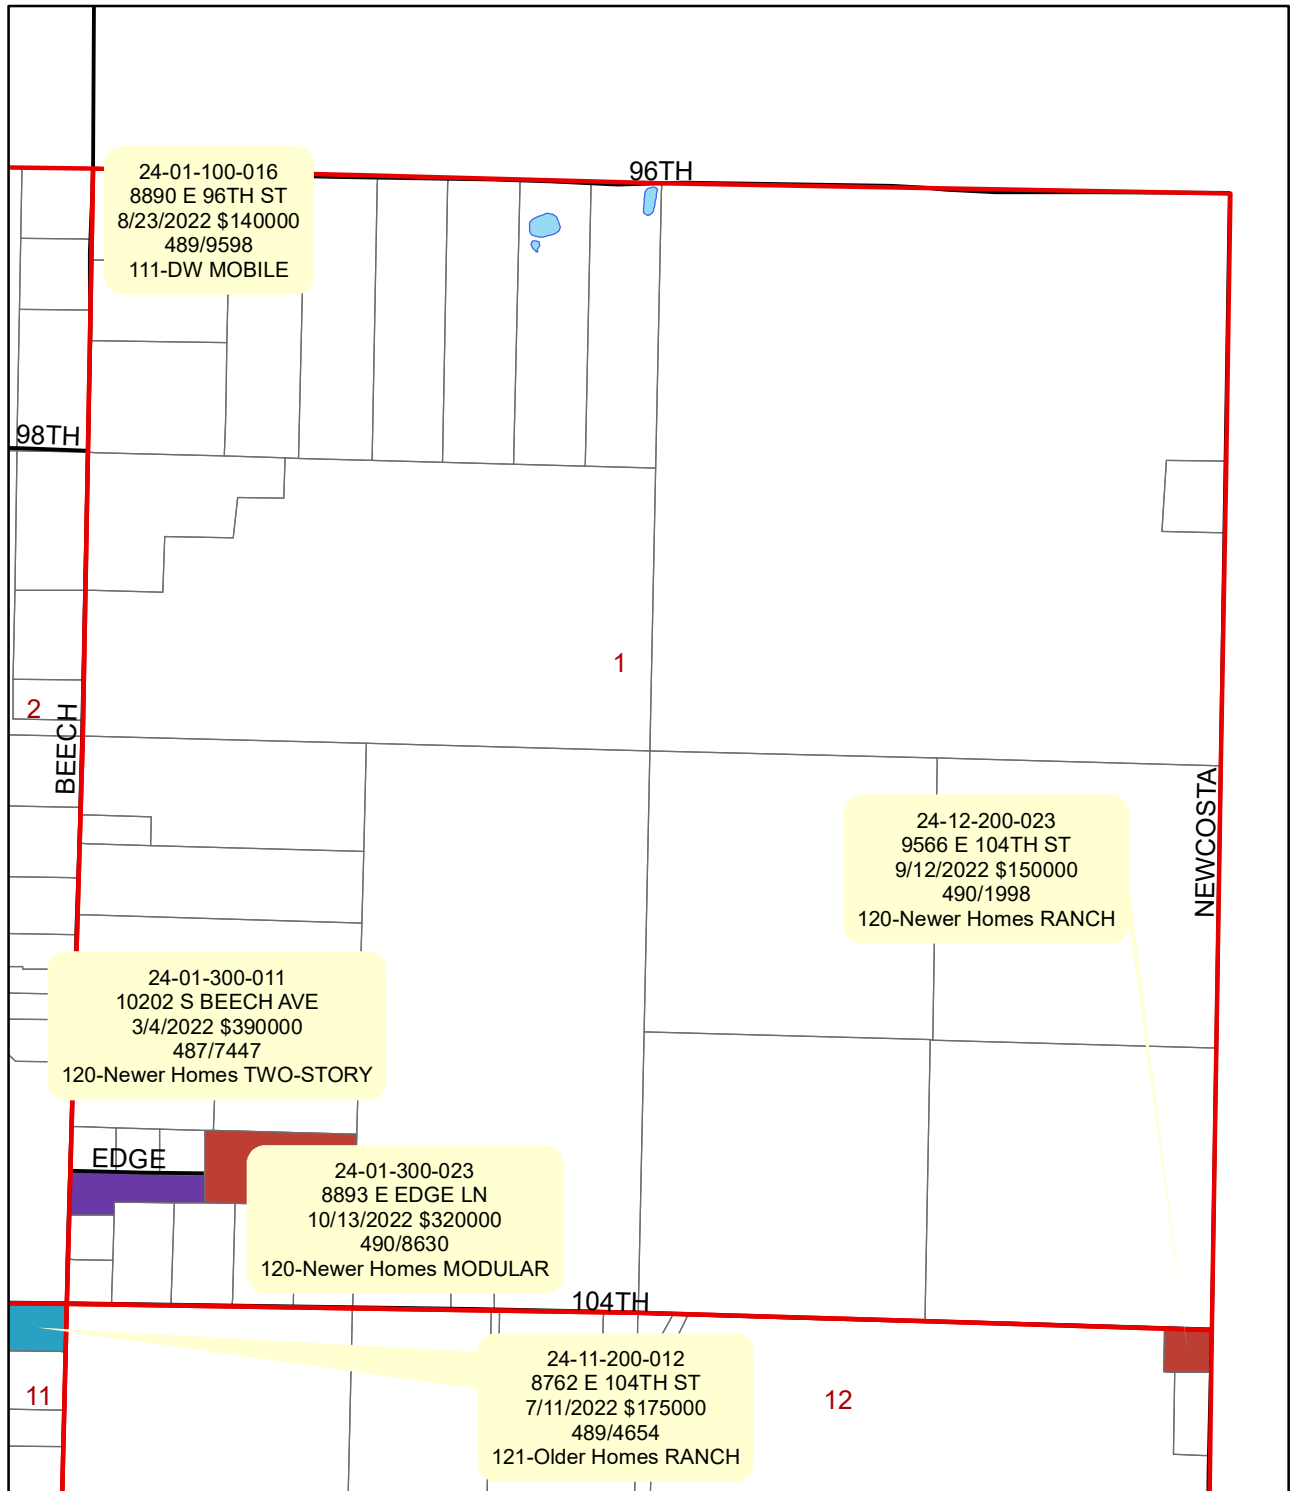 96TH
24-01-100-016
8890 E 96TH ST
8/23/2022 $140000
489/9598
111-DW MOBILE
98TH
1
2
BEECH
NEWCOSTA
24-12-200-023
9566 E 104TH ST
9/12/2022 $150000
490/1998
120-Newer Homes RANCH
24-01-300-011
10202 S BEECH AVE
3/4/2022 $390000
487/7447
120-Newer Homes TWO-STORY
EDGE
24-01-300-023
8893 E EDGE LN
10/13/2022 $320000
490/8630
120-Newer Homes MODULAR
104TH
24-11-200-012
8762 E 104TH ST
7/11/2022 $175000
489/4654
121-Older Homes RANCH
11
12